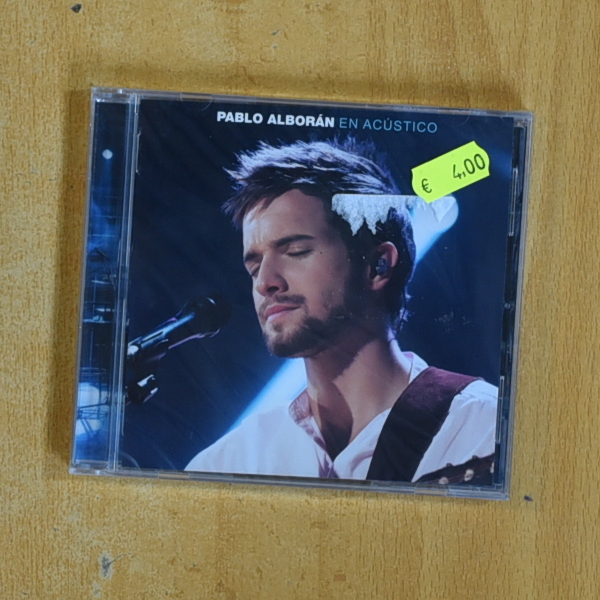 PABLO ALBORÁN EN ACÚSTICO
€ 4,00